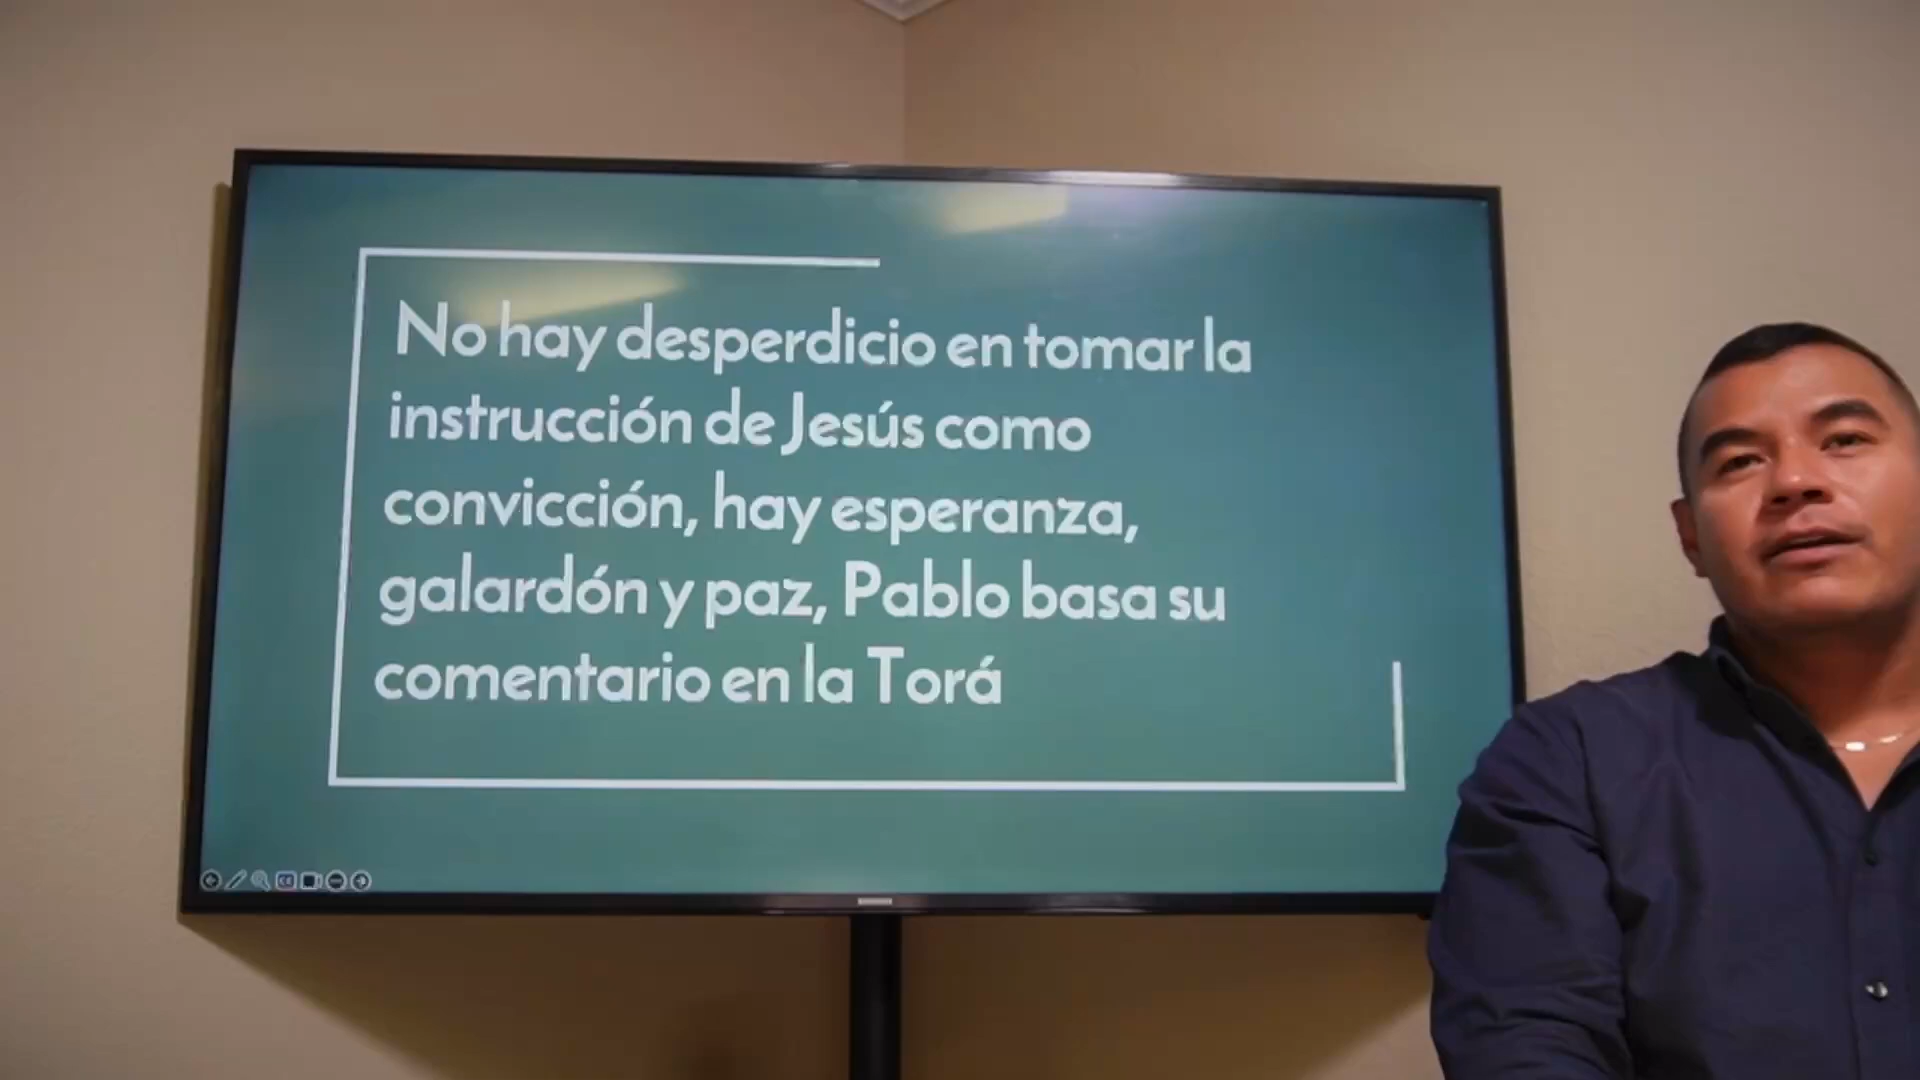 No hay desperdicio en tomar la
instrucción de Jesús como
convicción, hay esperanza,
galardón y paz, Pablo basa su
comentario en la Torá